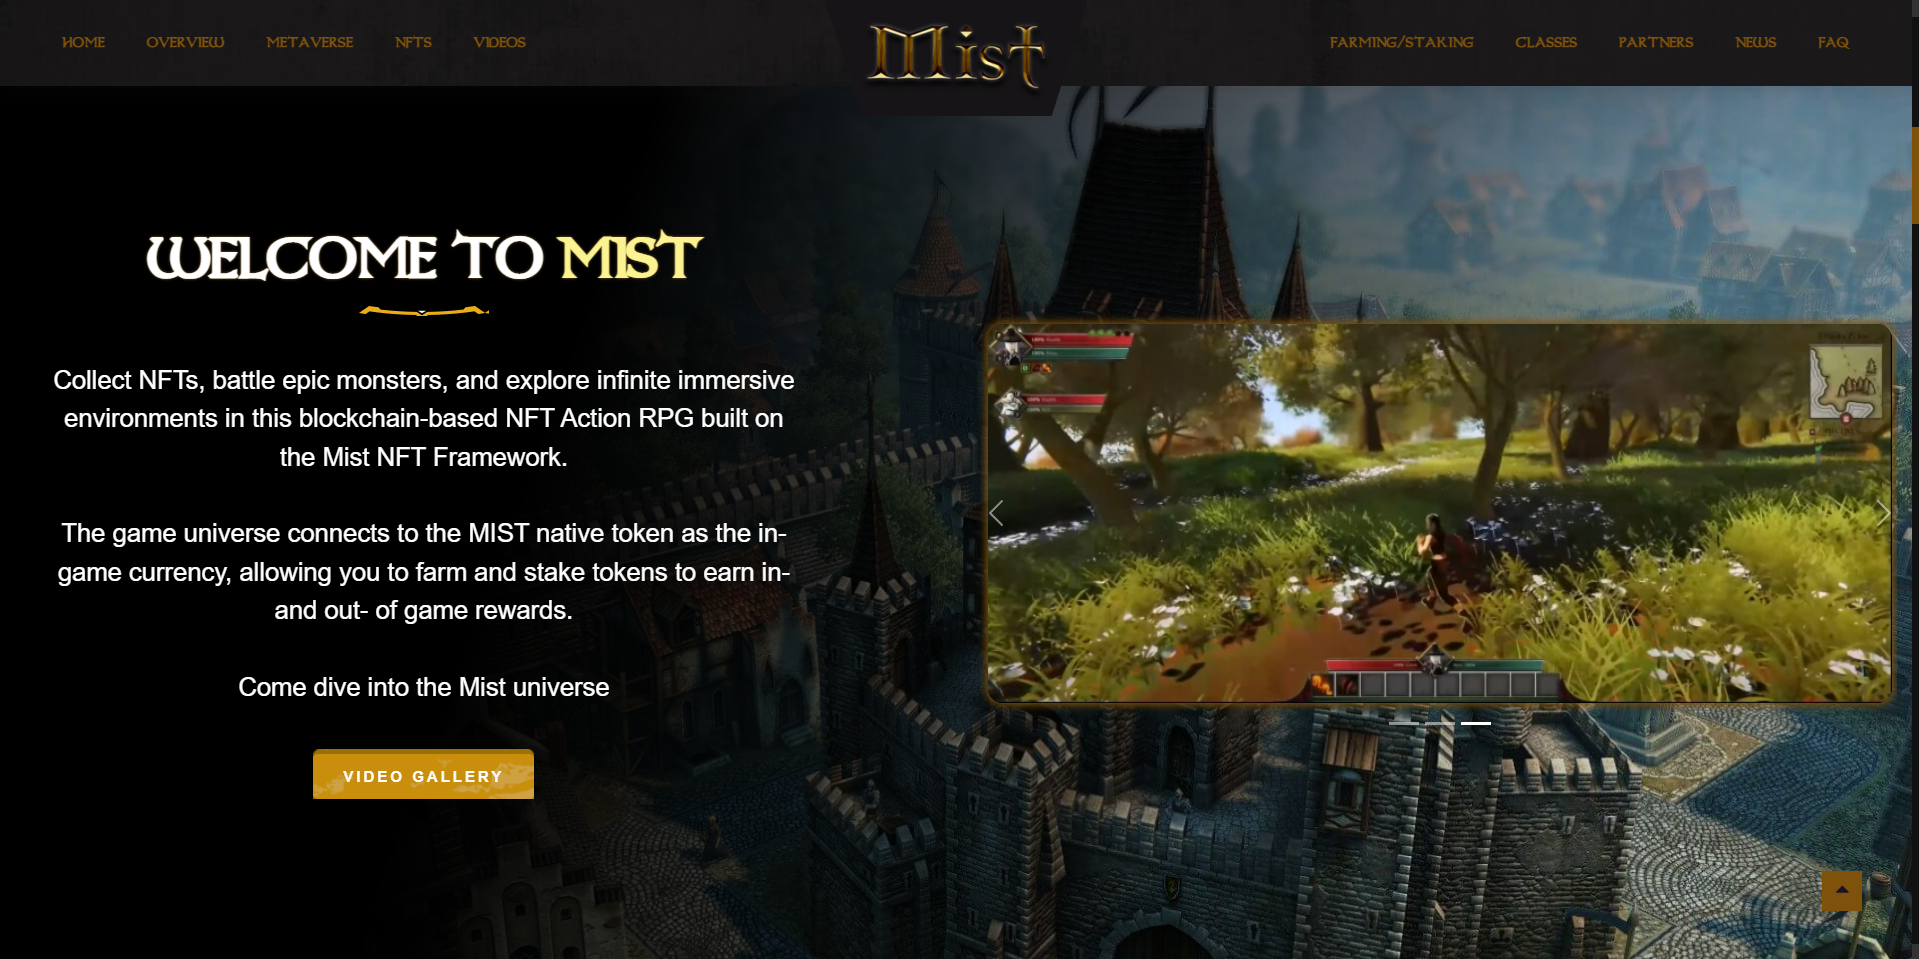 HOME OVERVIEW METAVERSE NFTS VIDEOS
Mist
FARMING/STAKING CLASSES PARTNERS NEWS FAQ
WELCOME TO MIST
Collect NFTs, battle epic monsters, and explore infinite immersive
environments in this blockchain-based NFT Action RPG built on
the Mist NFT Framework.
The game universe connects to the MIST native token as the in-
game currency, allowing you to farm and stake tokens to earn in-
and out- of game rewards.
Come dive into the Mist universe
VIDEO GALLERY